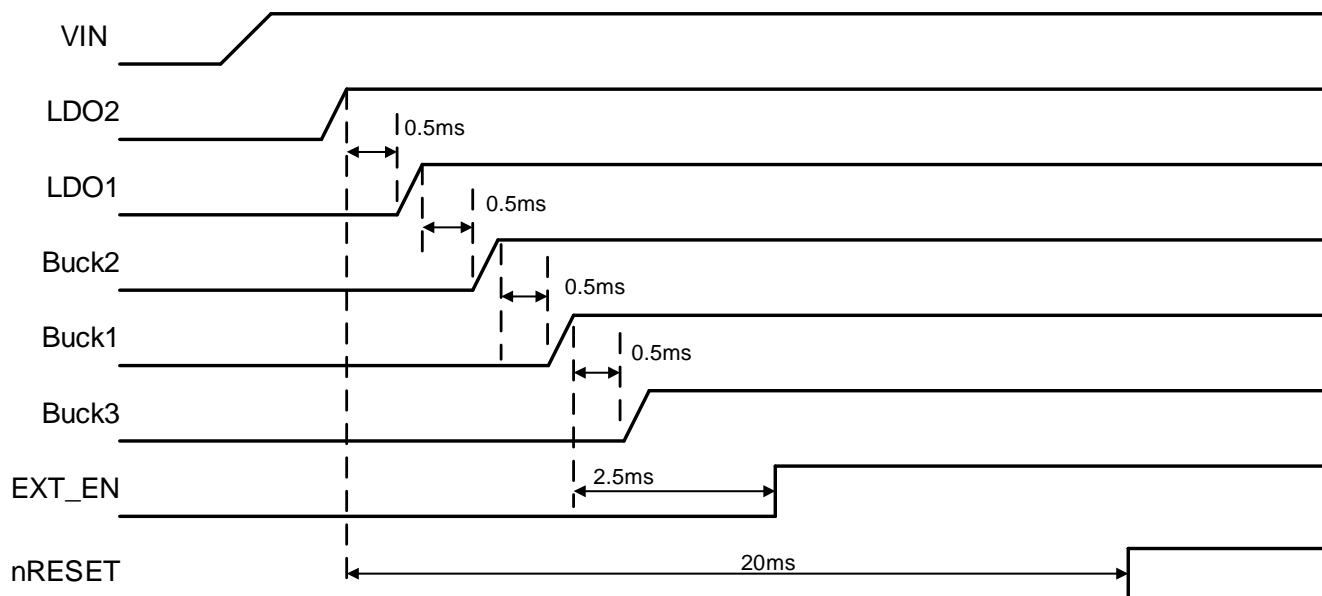 VIN
LDO2
0.5ms
LDO1
0.5ms
Buck2
0.5ms
Buck1
0.5ms
Buck3
EXT_EN
2.5ms
nRESET
20ms